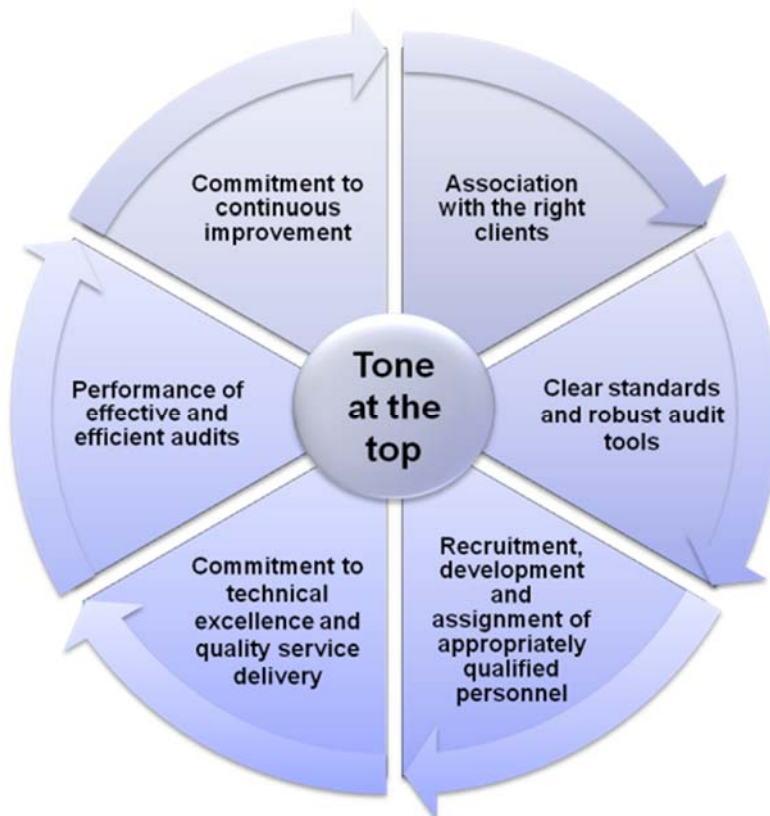 Commitment to
continuous
improvement
Association
with the right
clients
Tone
at the
top
Performance of
effective and
efficient audits
Clear standards
and robust audit
tools
Commitment to
technical
excellence and
quality service
delivery
Recruitment,
development
and
assignment of
appropriately
qualified
personnel